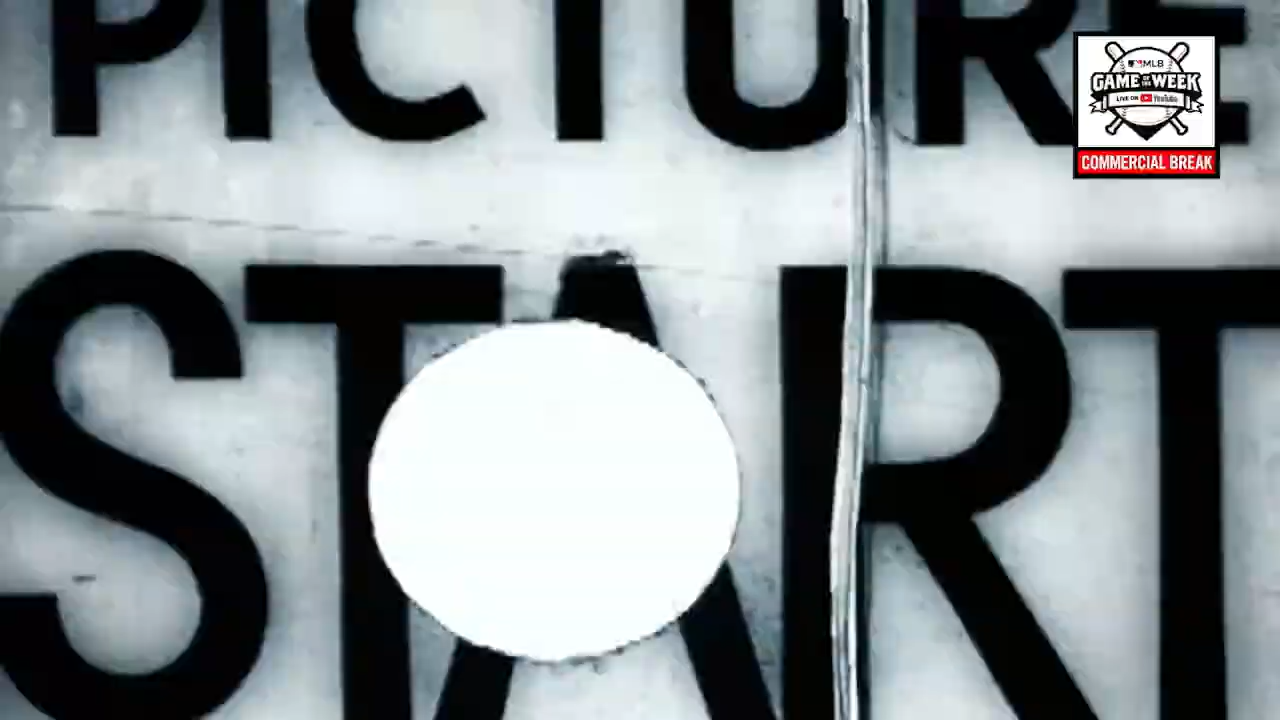 PICTURE
START
MLB
GAME OF THE WEEK
LIVE ON YouTube
COMMERCIAL BREAK